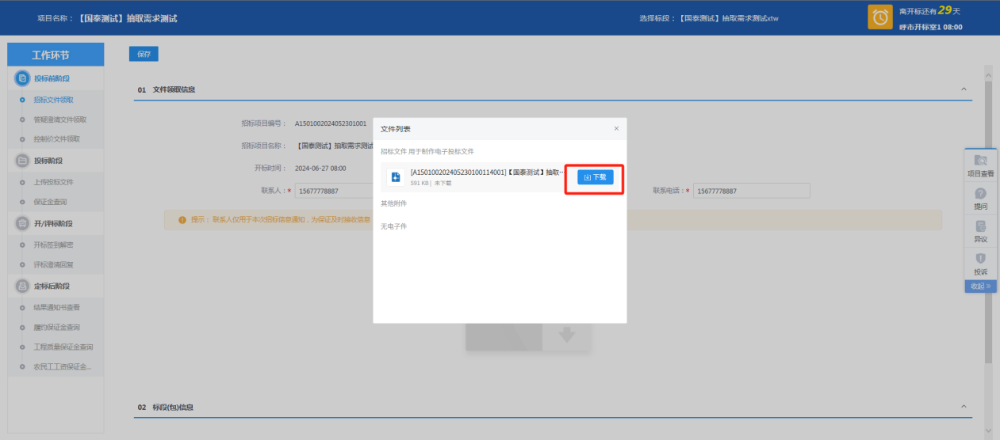 项目名称：【国泰测试】抽取需求测试
选择标段：【国泰测试】抽取需求测试xtw
离开标还有29天
呼市开标室1 08:00
工作环节
投标前阶段
招标文件领取
答疑澄清文件领取
控制价文件领取
投标阶段
上传投标文件
保证金查询
开/评标阶段
开标签到解密
评标澄清回复
定标后阶段
结果通知书查看
履约保证金查询
工程质量保证金查询
农民工工资保证金...
保存
01 文件领取信息
招标项目编号： A1501002024052301001
招标项目名称： 【国泰测试】抽取需求测试
开标时间： 2024-06-27 08:00
联系人：* 15677778887
联系电话：* 15677778887
提示： 联系人仅用于本次招标信息通知，为保证及时接收信息
文件列表
招标文件 用于制作电子投标文件
[A1501002024052301001 14001]【国泰测试】抽取…
591 KB | 未下载
下载
其他附件
无电子件
02 标段(包)信息
项目查看
提问
异议
投诉
收起